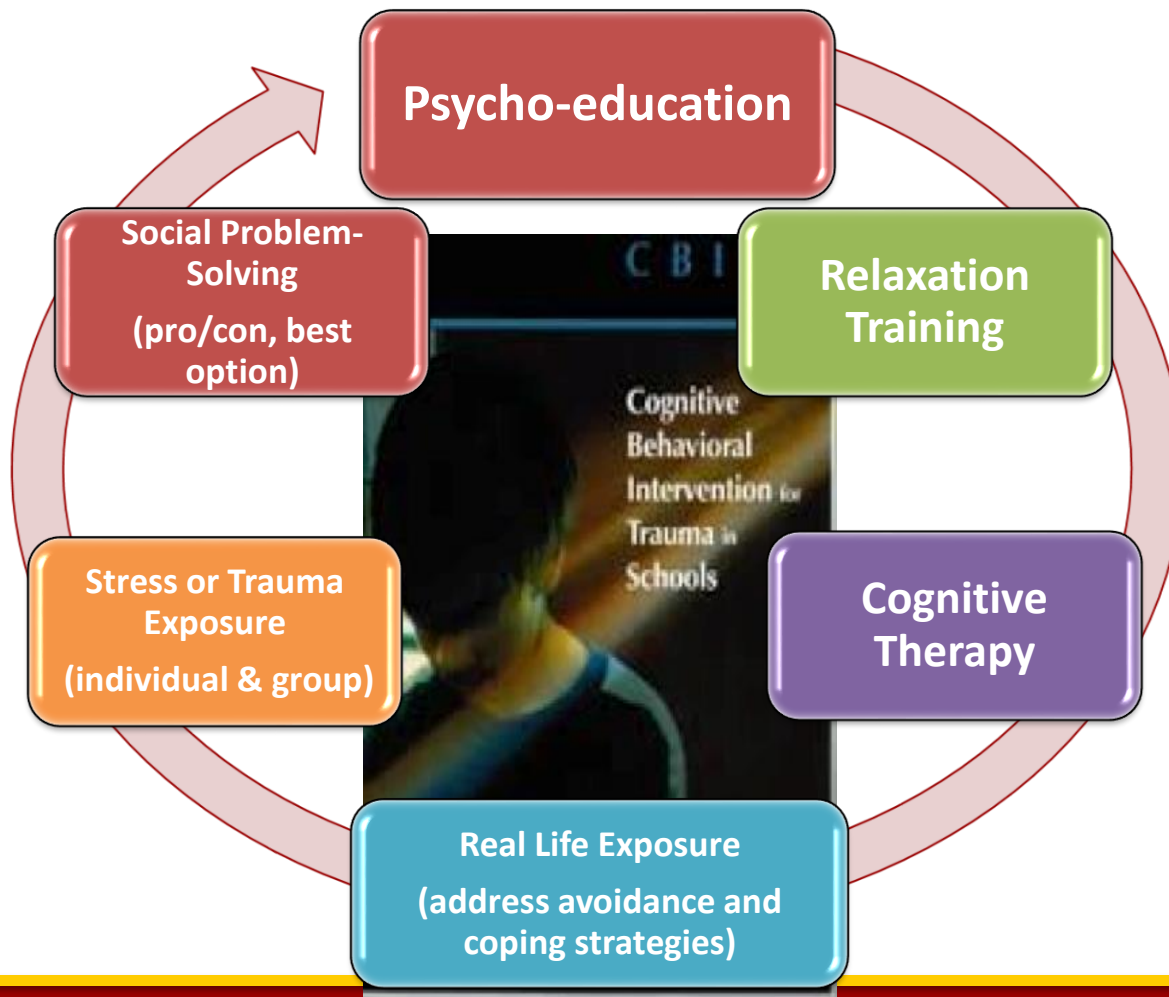 Psycho-education
Relaxation
Training
Cognitive
Therapy
Real Life Exposure
(address avoidance and
coping strategies)
Stress or Trauma
Exposure
(individual & group)
Social Problem-
Solving
(pro/con, best
option)
C B I
Cognitive
Behavioral
Intervention for
Trauma in
Schools